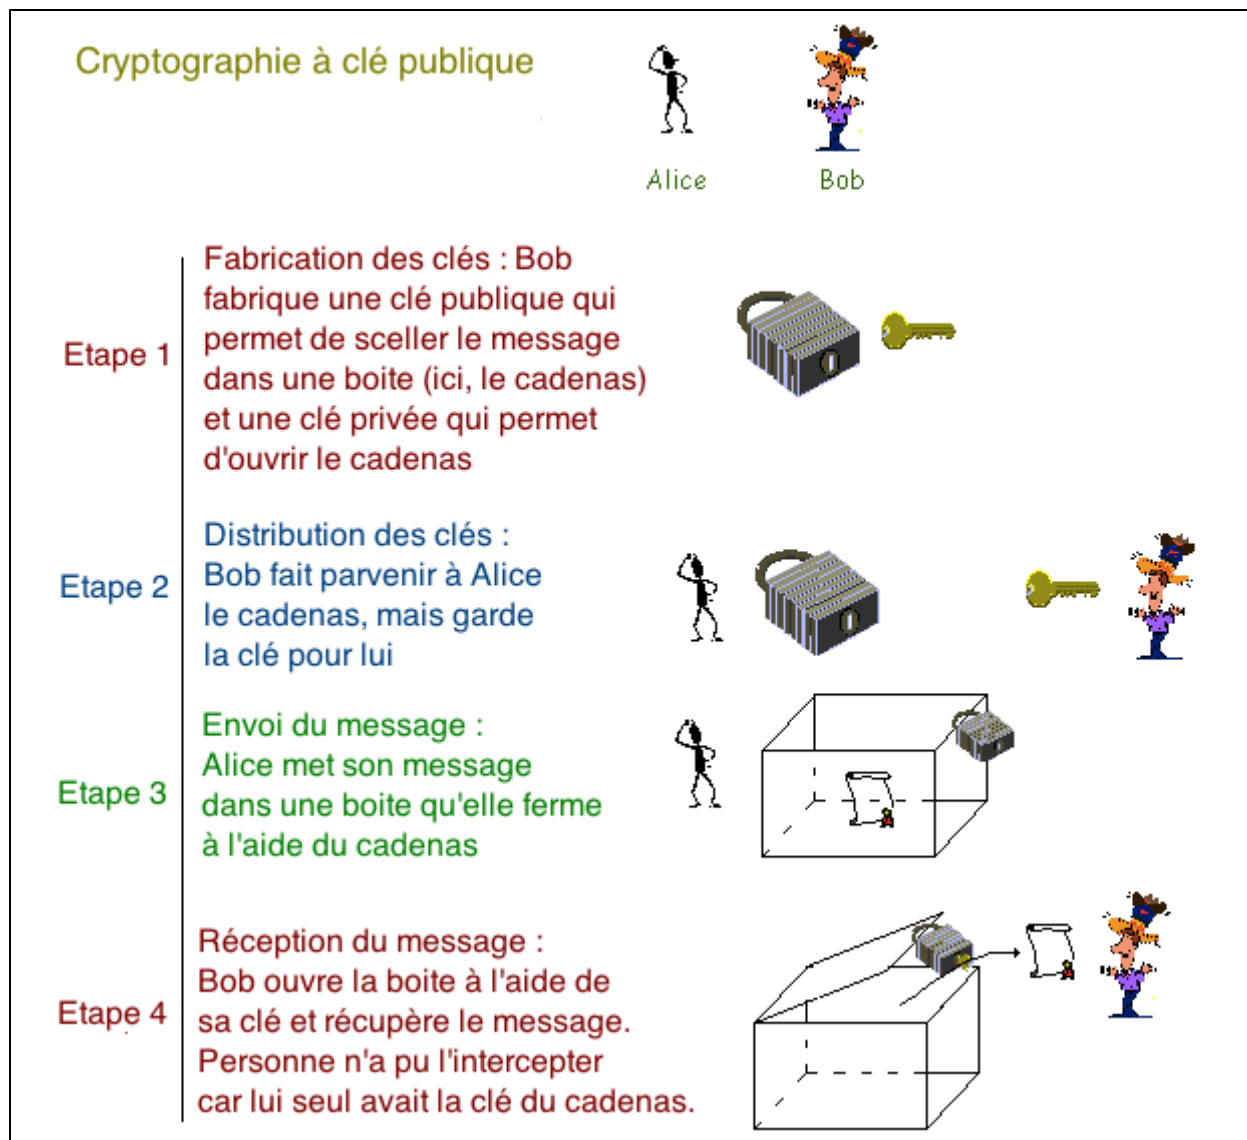 Cryptographie à clé publique
Alice
Bob
Etape 1
Fabrication des clés : Bob
fabrique une clé publique qui
permet de sceller le message
dans une boite (ici, le cadenas)
et une clé privée qui permet
d'ouvrir le cadenas
Etape 2
Distribution des clés :
Bob fait parvenir à Alice
le cadenas, mais garde
la clé pour lui
Etape 3
Envoi du message :
Alice met son message
dans une boite qu'elle ferme
à l'aide du cadenas
Etape 4
Réception du message :
Bob ouvre la boite à l'aide de
sa clé et récupère le message.
Personne n'a pu l'intercepter
car lui seul avait la clé du cadenas.